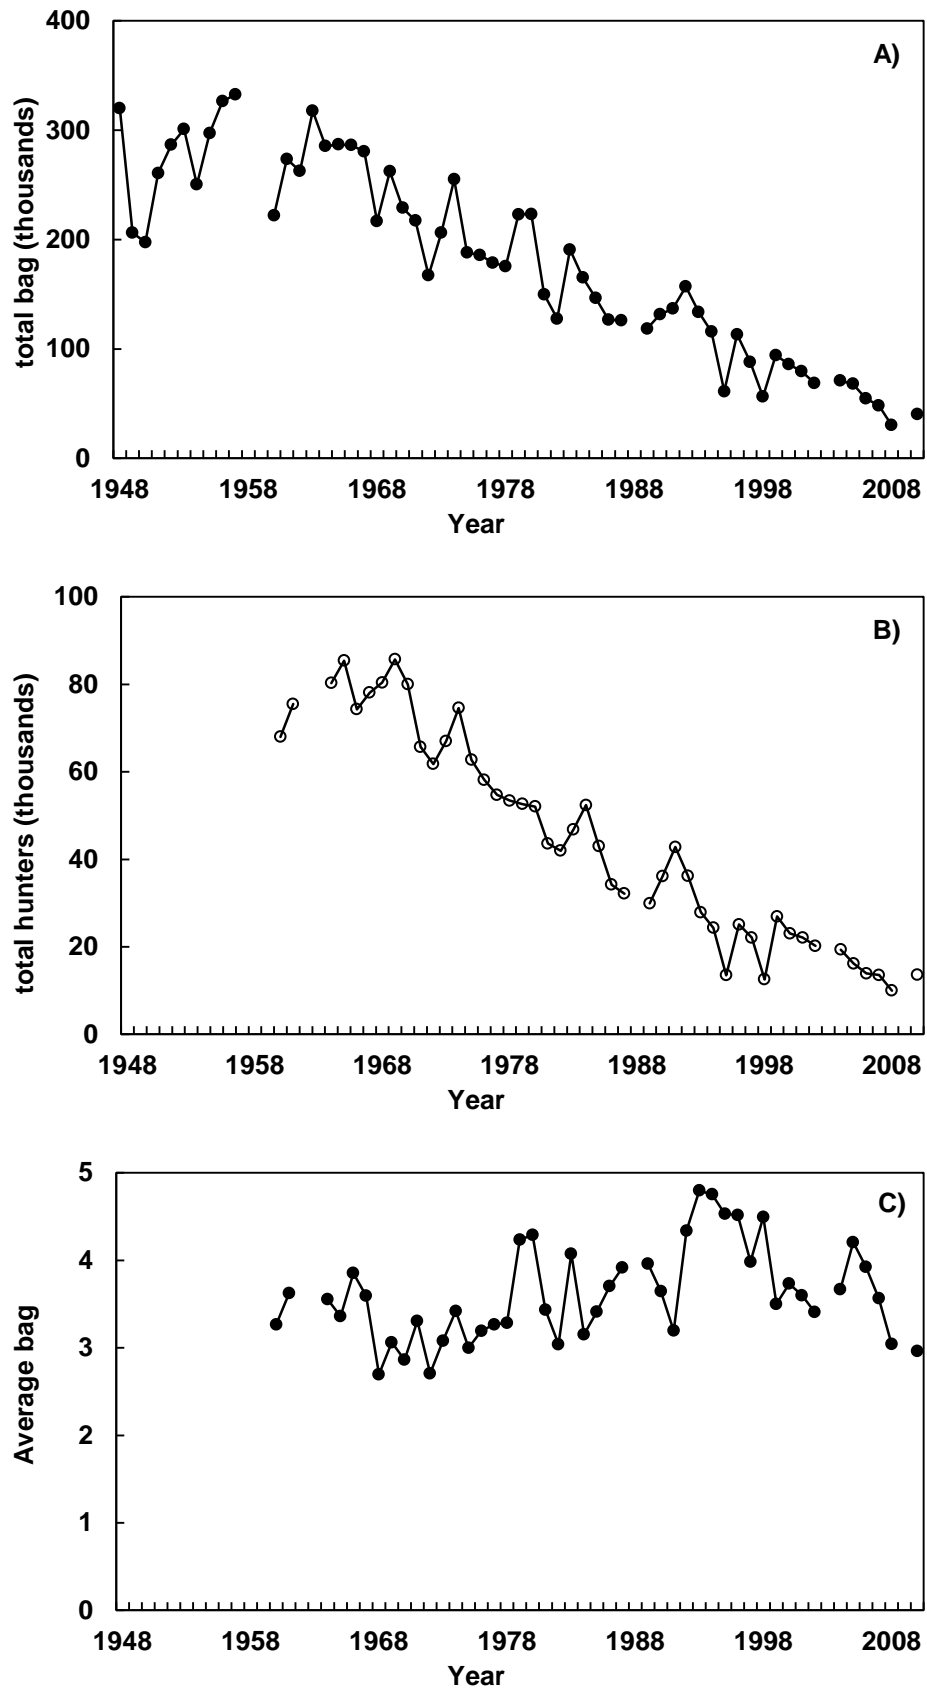 400
A)
300
200
100
0
total bag (thousands)
1948 1958 1968 1978 1988 1998 2008
Year
100
B)
80
60
40
20
0
total hunters (thousands)
1948 1958 1968 1978 1988 1998 2008
Year
5
C)
4
3
2
1
0
Average bag
1948 1958 1968 1978 1988 1998 2008
Year